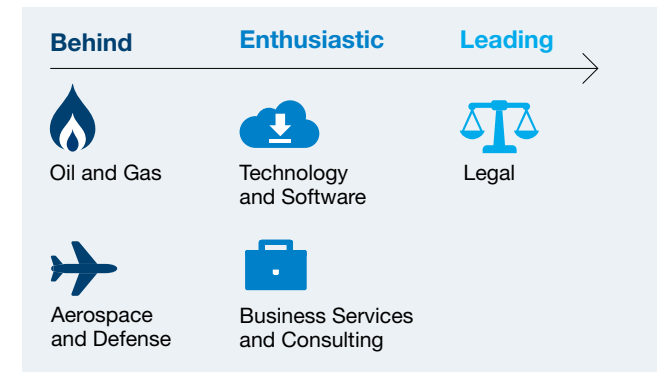 Behind
Enthusiastic
Leading
Oil and Gas
Technology
and Software
Legal
Aerospace
and Defense
Business Services
and Consulting